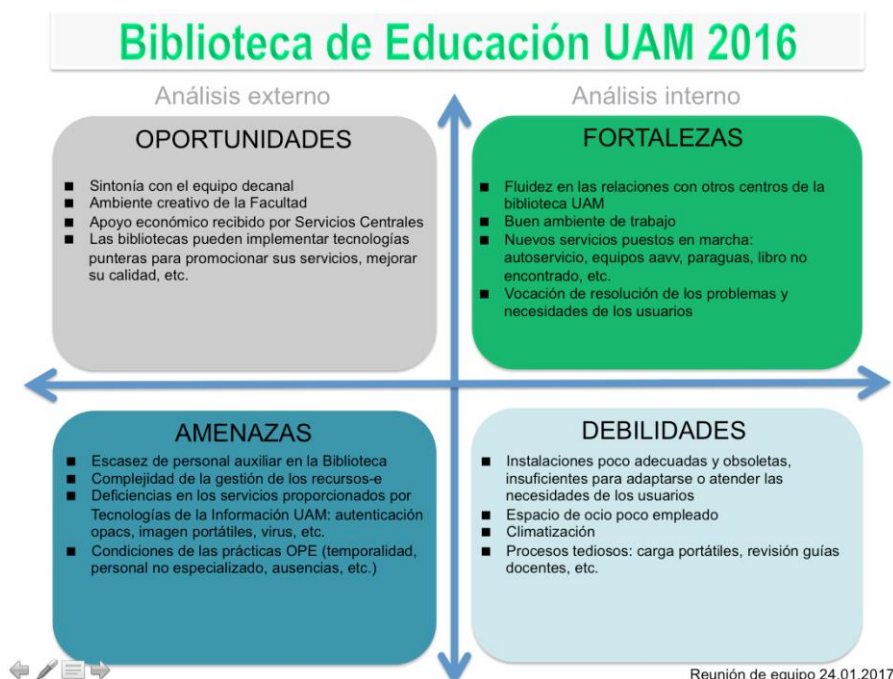 Biblioteca de Educación UAM 2016
Análisis externo
OPORTUNIDADES
■ Sintonía con el equipo decanal
■ Ambiente creativo de la Facultad
■ Apoyo económico recibido por Servicios Centrales
■ Las bibliotecas pueden implementar tecnologías
punteras para promocionar sus servicios, mejorar
su calidad, etc.
Análisis interno
FORTALEZAS
■ Fluidez en las relaciones con otros centros de la
biblioteca UAM
■ Buen ambiente de trabajo
■ Nuevos servicios puestos en marcha:
autoservicio, equipos aavv, paraguas, libro no
encontrado, etc.
■ Vocación de resolución de los problemas y
necesidades de los usuarios
AMENAZAS
■ Escasez de personal auxiliar en la Biblioteca
■ Complejidad de la gestión de los recursos-e
■ Deficiencias en los servicios proporcionados por
Tecnologías de la Información UAM: autenticación
opacs, imagen portátiles, virus, etc.
■ Condiciones de las prácticas OPE (temporalidad,
personal no especializado, ausencias, etc.)
DEBILIDADES
■ Instalaciones poco adecuadas y obsoletas,
insuficientes para adaptarse o atender las
necesidades de los usuarios
■ Espacio de ocio poco empleado
■ Climatización
■ Procesos tediosos: carga portátiles, revisión guías
docentes, etc.
Reunión de equipo 24.01.2017